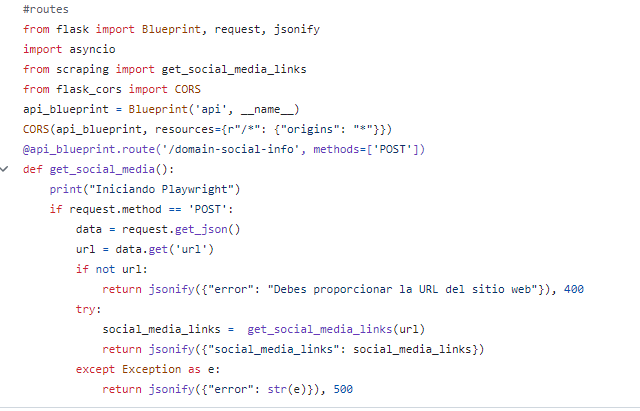 #routes
from flask import Blueprint, request, jsonify
import asyncio
from scraping import get_social_media_links
from flask_cors import CORS
api_blueprint = Blueprint('api', __name__)
CORS(api_blueprint, resources={r"/*": {"origins": "*"}})
@api_blueprint.route('/domain-social-info', methods=['POST'])
def get_social_media():
    print("Iniciando Playwright")
    if request.method == 'POST':
        data = request.get_json()
        url = data.get('url')
        if not url:
            return jsonify({"error": "Debes proporcionar la URL del sitio web"}), 400
        try:
            social_media_links =  get_social_media_links(url)
            return jsonify({"social_media_links": social_media_links})
        except Exception as e:
            return jsonify({"error": str(e)}), 500